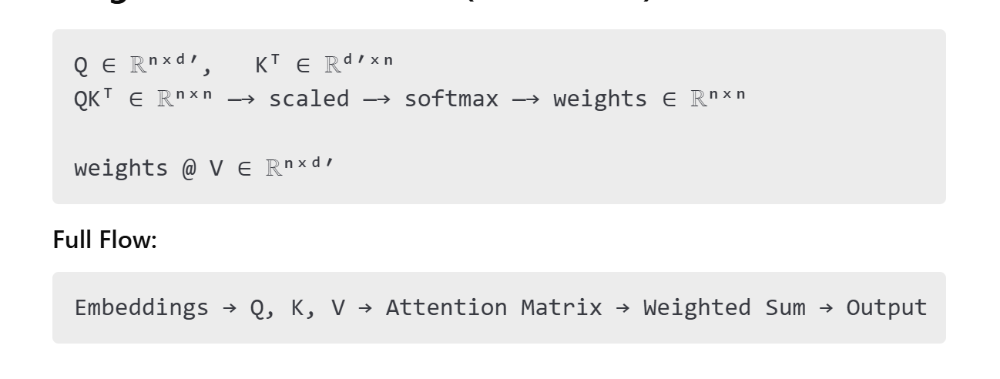 Q ∈ ℝⁿˣᵈ′, Kᵀ ∈ ℝᵈ′ˣⁿ
QKᵀ ∈ ℝⁿˣⁿ —→ scaled —→ softmax —→ weights ∈ ℝⁿˣⁿ
weights @ V ∈ ℝⁿˣᵈ′
Full Flow:
Embeddings → Q, K, V → Attention Matrix → Weighted Sum → Output